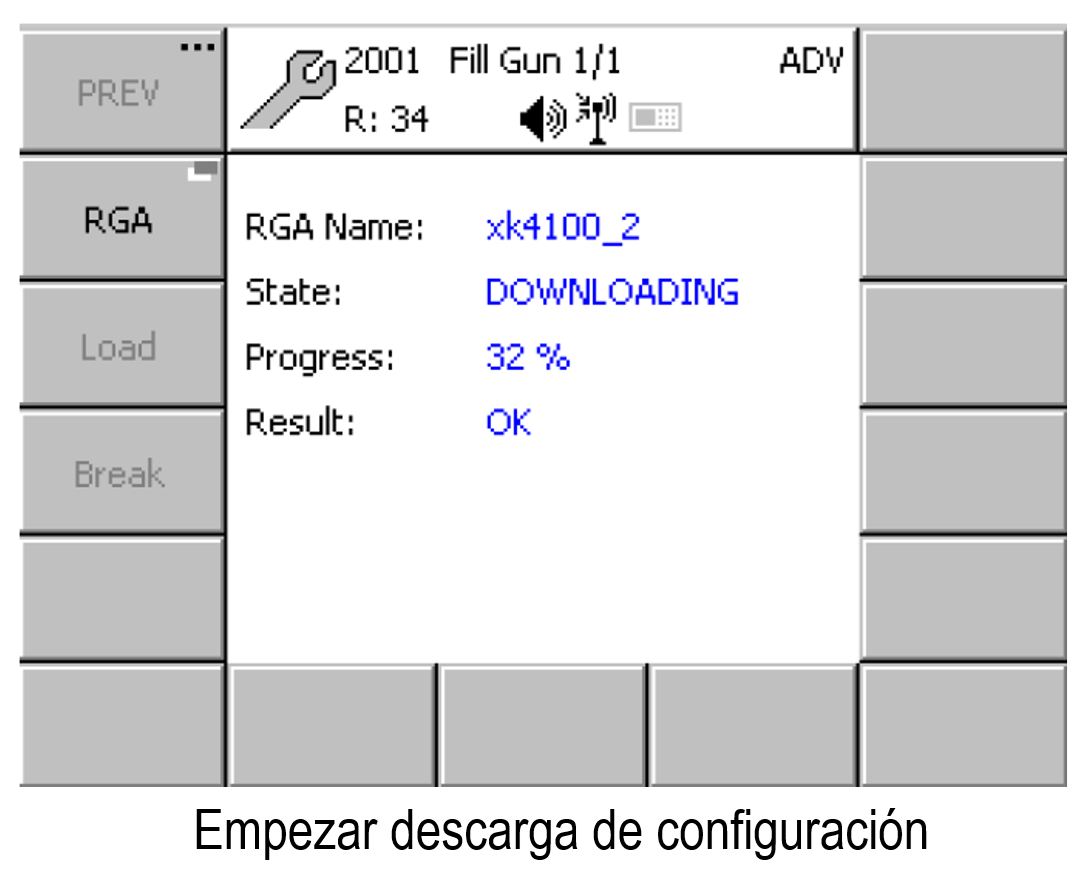 PREV
2001 Fill Gun 1/1 ADV
R: 34
RGA
RGA Name: xk4100_2
State: DOWNLOADING
Load
Progress: 32 %
Result: OK
Break
Empezar descarga de configuración